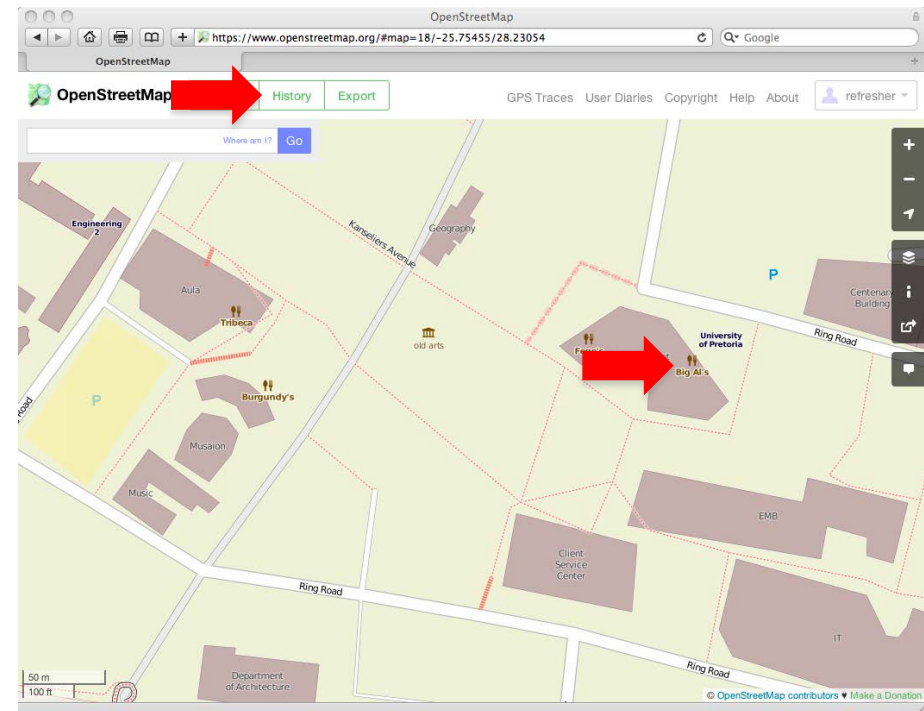 OpenStreetMap
https://www.openstreetmap.org/#map=18/-25.75455/28.23054
Google
OpenStreetMap
OpenStreetMap
History
Export
GPS Traces
User Diaries
Copyright
Help
About
refresher
Where am I?
Go
Engineering
2
Kanseliers Avenue
Geography
Aula
Tribeca
old arts
P
Centenary
Building
University
of Pretoria
Ring Road
Big Al's
Burgundy's
P
Road
Musaion
Music
EMB
Client
Service
Center
Ring Road
IT
Ring Road
Department
of Architecture
50 m
100 ft
© OpenStreetMap contributors ♥ Make a Donation